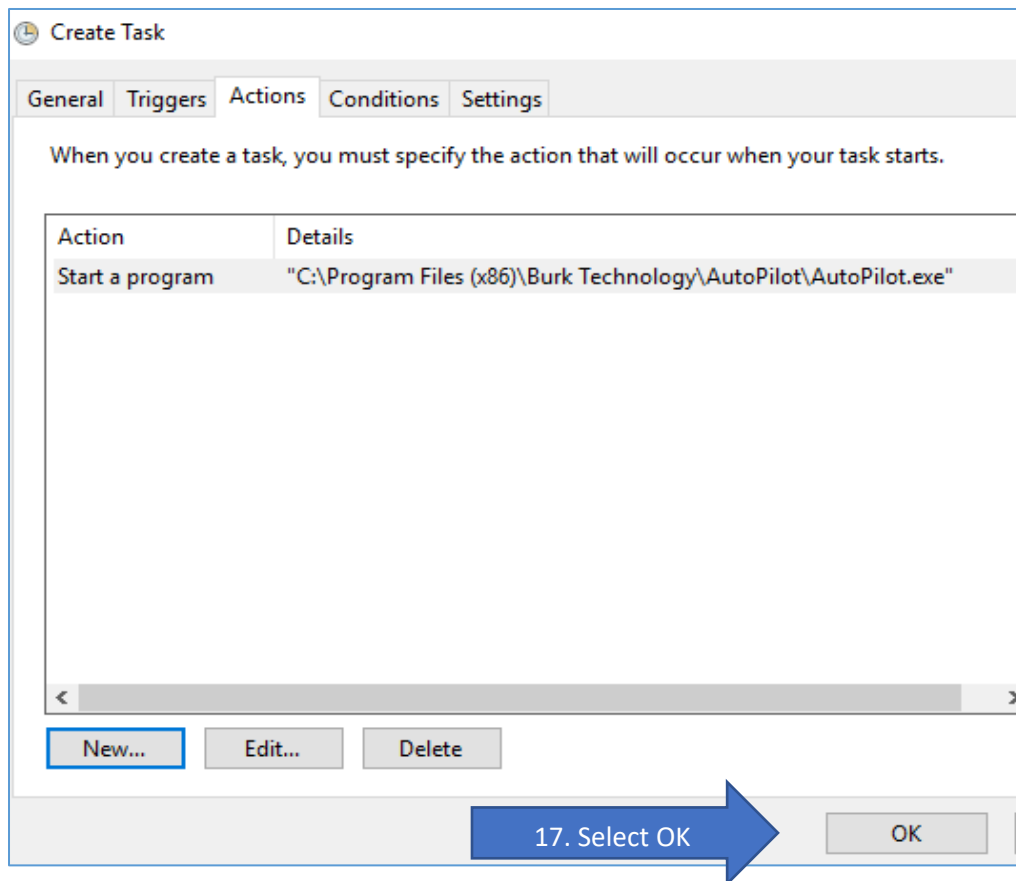 Create Task
General Triggers Actions Conditions Settings
When you create a task, you must specify the action that will occur when your task starts.
Action Details
Start a program "C:\Program Files (x86)\Burk Technology\AutoPilot\AutoPilot.exe"
New... Edit... Delete
17. Select OK OK